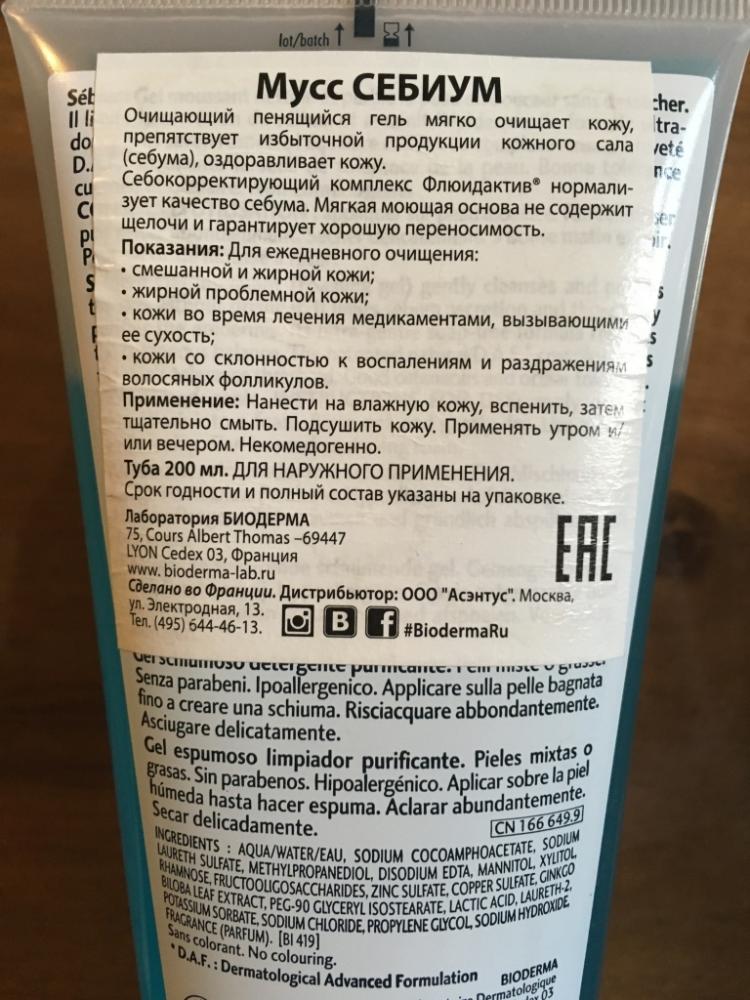 lot/batch
Мусс СЕБИУМ
Очищающий пенящийся гель мягко очищает кожу,
препятствует избыточной продукции кожного сала
(себума), оздоравливает кожу.
Себокорректирующий комплекс Флюидактив® нормали-
зует качество себума. Мягкая моющая основа не содержит
щелочи и гарантирует хорошую переносимость.
Показания: Для ежедневного очищения:
• смешанной и жирной кожи;
• жирной проблемной кожи;
• кожи во время лечения медикаментами, вызывающими
ее сухость;
• кожи со склонностью к воспалениям и раздражениям
волосяных фолликулов.
Применение: Нанести на влажную кожу, вспенить, затем
тщательно смыть. Подсушить кожу. Применять утром и/
или вечером. Некомедогенно.
Туба 200 мл. ДЛЯ НАРУЖНОГО ПРИМЕНЕНИЯ.
Срок годности и полный состав указаны на упаковке.
Лаборатория БИОДЕРМА
75, Cours Albert Thomas –69447
LYON Cedex 03, Франция
www. bioderma-lab.ru
EAC
Сделано во Франции. Дистрибьютор: ООО "Асэнтус". Москва,
ул. Электродная, 13.
Тел. (495) 644-46-13.
#BiodermaRu
Gel schiumoso detergente purificante. Pelli miste o grasse.
Senza parabeni. Ipoallergenico. Applicare sulla pelle bagnata
fino a creare una schiuma. Risciacquare abbondantemente.
Asciugare delicatamente.
Gel espumoso limpiador purificante. Pieles mixtas o
grasas. Sin parabenos. Hipoalergénico. Aplicar sobre la piel
húmeda hasta hacer espuma. Aclarar abundantemente.
Secar delicadamente.
CN 166 649.9
INGREDIENTS : AQUA/WATER/EAU, SODIUM COCOAMPHOACETATE, SODIUM
LAURETH SULFATE, METHYLPROPANEDIOL, DISODIUM EDTA, MANNITOL, XYLITOL,
RHAMNOSE, FRUCTOOLIGOSACCHARIDES, ZINC SULFATE, COPPER SULFATE, GINKGO
BILOBA LEAF EXTRACT, PEG-90 GLYCERYL ISOSTEARATE, LACTIC ACID, LAURETH-2,
POTASSIUM SORBATE, SODIUM CHLORIDE, PROPYLENE GLYCOL, SODIUM HYDROXIDE,
FRAGRANCE (PARFUM). [BI 419]
Sans colorant. No colouring.
* D.A.F. : Dermatological Advanced Formulation
BIODERMA
Dermatologique
03